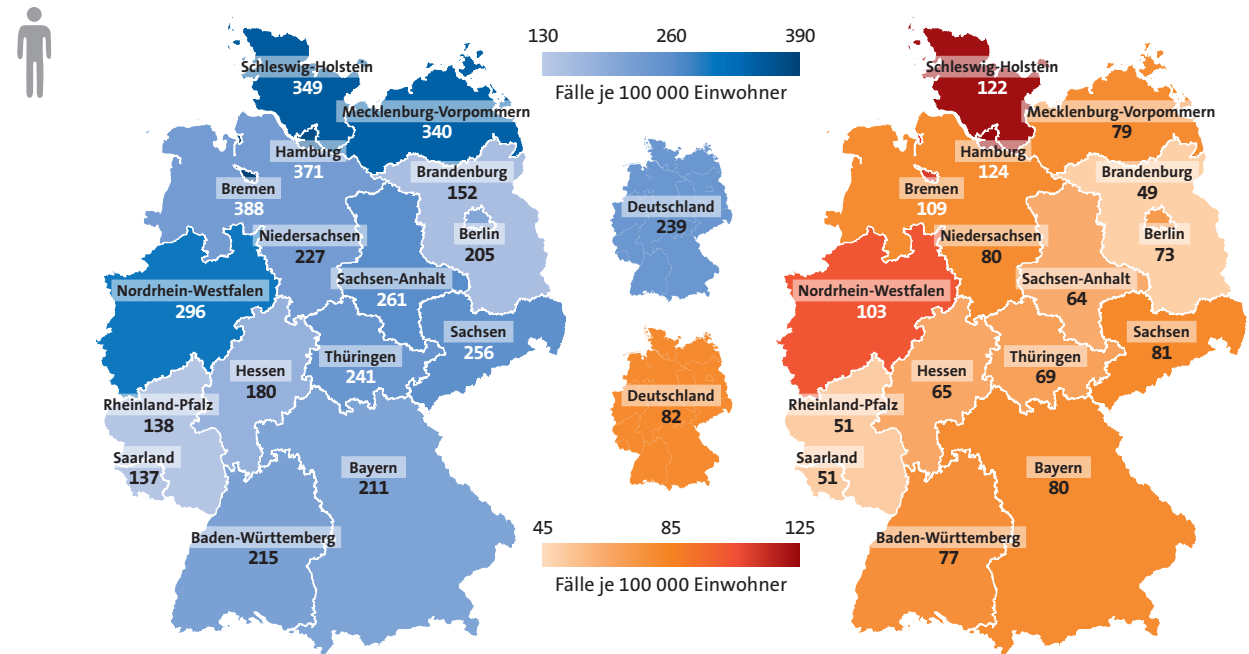 130 260 390
Fälle je 100 000 Einwohner
Schleswig-Holstein
349
Mecklenburg-Vorpommern
340
Hamburg
371
Bremen
388
Brandenburg
152
Berlin
205
Niedersachsen
227
Sachsen-Anhalt
261
Nordrhein-Westfalen
296
Sachsen
256
Thüringen
241
Hessen
180
Rheinland-Pfalz
138
Saarland
137
Bayern
211
Baden-Württemberg
215
Deutschland
239
Deutschland
82
45 85 125
Fälle je 100 000 Einwohner
Schleswig-Holstein
122
Mecklenburg-Vorpommern
79
Hamburg
124
Bremen
109
Brandenburg
49
Berlin
73
Niedersachsen
80
Sachsen-Anhalt
64
Nordrhein-Westfalen
103
Sachsen
81
Thüringen
69
Hessen
65
Rheinland-Pfalz
51
Saarland
51
Bayern
80
Baden-Württemberg
77